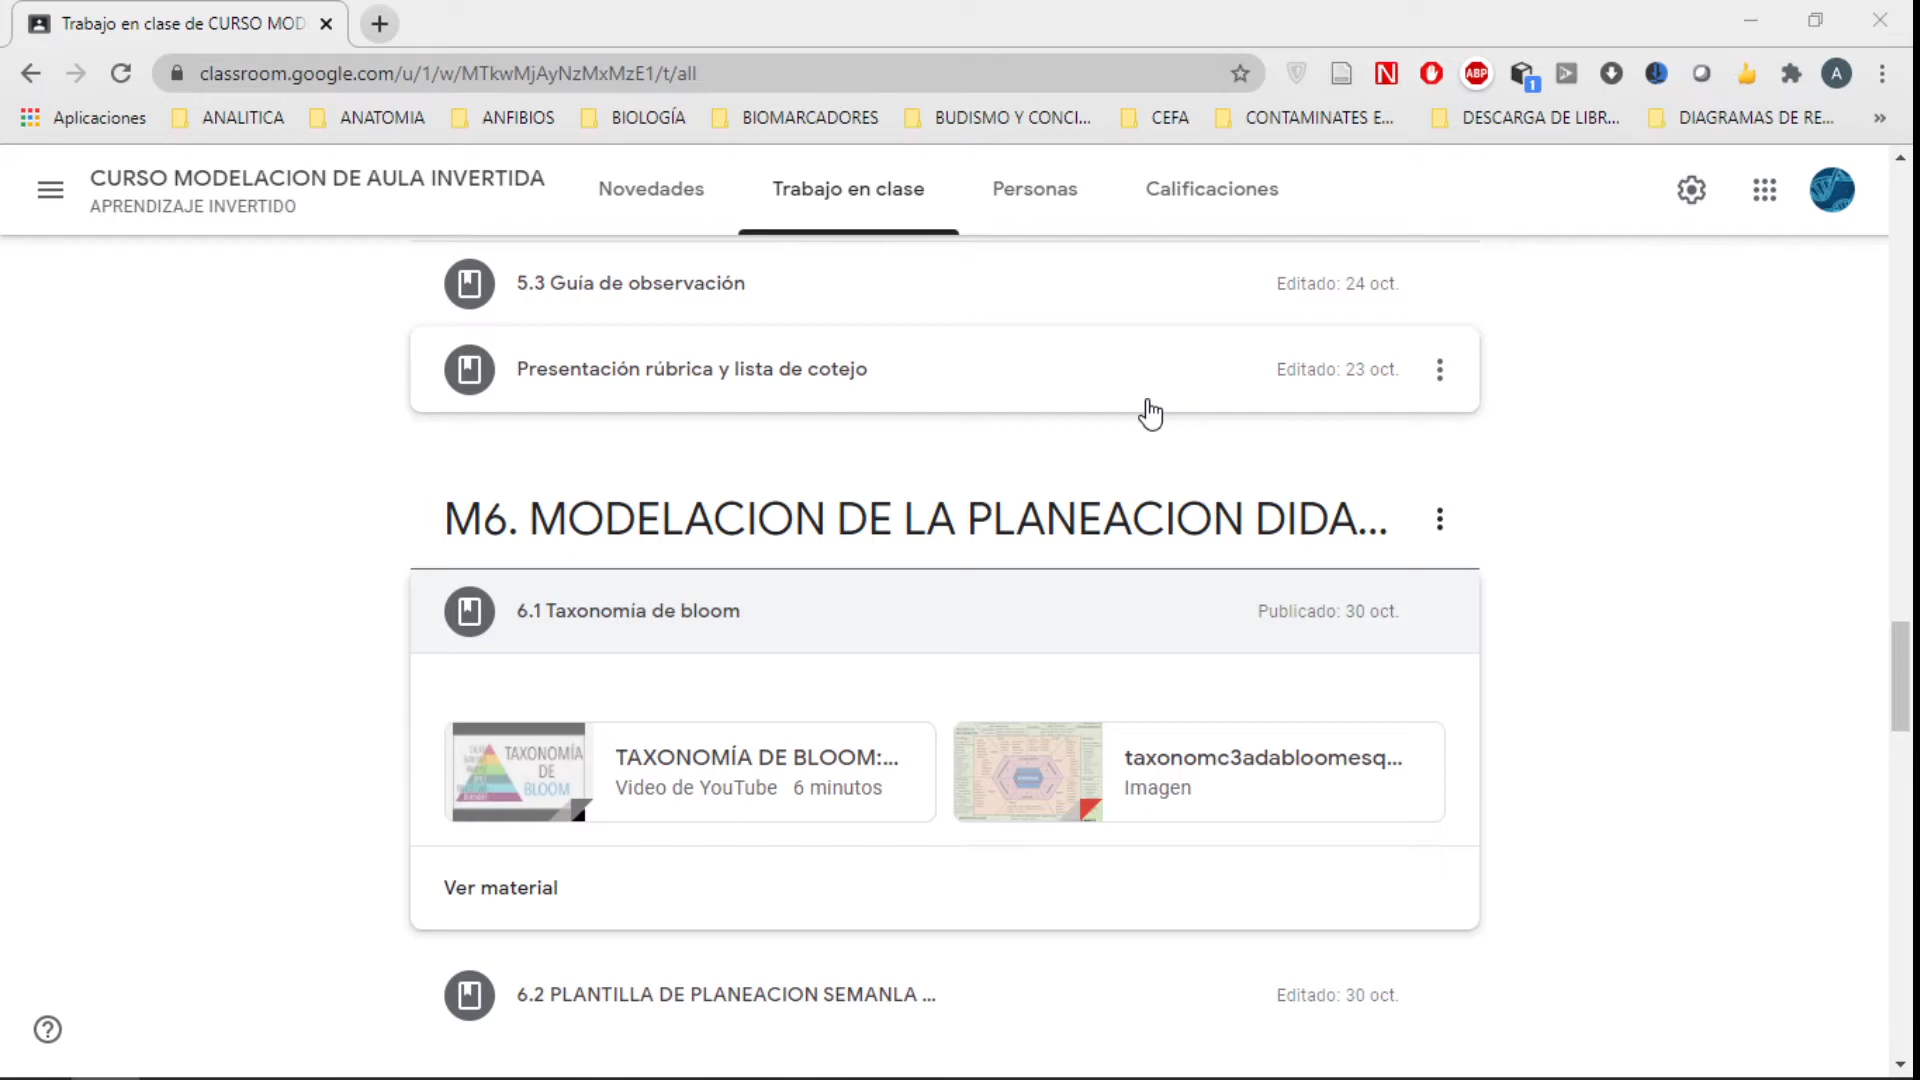 Trabajo en clase de CURSO MOD
classroom.google.com/u/1/w/MTkwMjAyNzMxMzE1/t/all
ABP
1
A
Aplicaciones
ANALITICA
ANATOMIA
ANFIBIOS
BIOLOGÍA
BIOMARCADORES
BUDISMO Y CONCI...
CEFA
CONTAMINATES E...
DESCARGA DE LIBR...
DIAGRAMAS DE RE...
»
CURSO MODELACION DE AULA INVERTIDA
APRENDIZAJE INVERTIDO
Novedades
Trabajo en clase
Personas
Calificaciones
5.3 Guía de observación
Editado: 24 oct.
Presentación rúbrica y lista de cotejo
Editado: 23 oct.
M6. MODELACION DE LA PLANEACION DIDA...
6.1 Taxonomía de bloom
Publicado: 30 oct.
TAXONOMÍA
DE
BLOOM
TAXONOMÍA DE BLOOM:...
Video de YouTube 6 minutos
taxonomc3adabloomesq...
Imagen
Ver material
6.2 PLANTILLA DE PLANEACION SEMANLA ...
Editado: 30 oct.